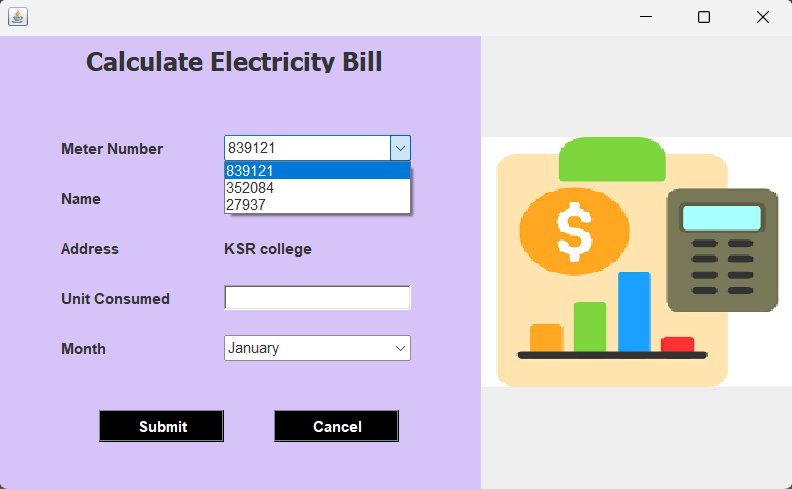 Calculate Electricity Bill
Meter Number 839121
839121
352084
27937
Name
Address KSR college
Unit Consumed
Month January
Submit Cancel
$